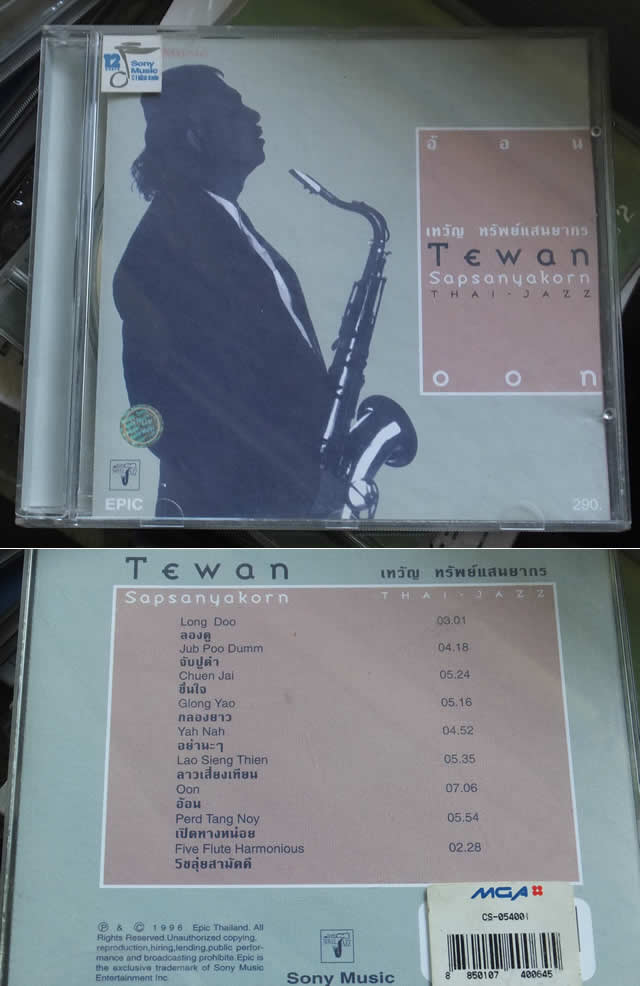 12
Sony
Music
อ้อน
เทวัญ ทรัพย์แสนยากร
Tewan
Sapsanyakorn
THAI-JAZZ
oon
EPIC
290.
Tewan
เทวัญ ทรัพย์แสนยากร
Sapsanyakorn
THAI-JAZZ
Long Doo 03.01
ลองดู
Jub Poo Dumm 04.18
จับปูดำ
Chuen Jai 05.24
ชื่นใจ
Glong Yao 05.16
กลองยาว
Yah Nah 04.52
อย่านะๆ
Lao Sieng Thien 05.35
ลาวเสี่ยงเทียน
Oon 07.06
อ้อน
Perd Tang Noy 05.54
เปิดทางหน่อย
Five Flute Harmonious 02.28
5ขลุ่ยสามัคคี
MGA
CS-05400I
8 850107 400645
Ⓟ & © 1996 Epic Thailand. All
Rights Reserved.Unauthorized copying,
reproduction,hiring,lending,public perfor-
mance and broadcasting prohibite.Epic is
the exclusive trademark of Sony Music
Entertainment Inc.
Sony Music